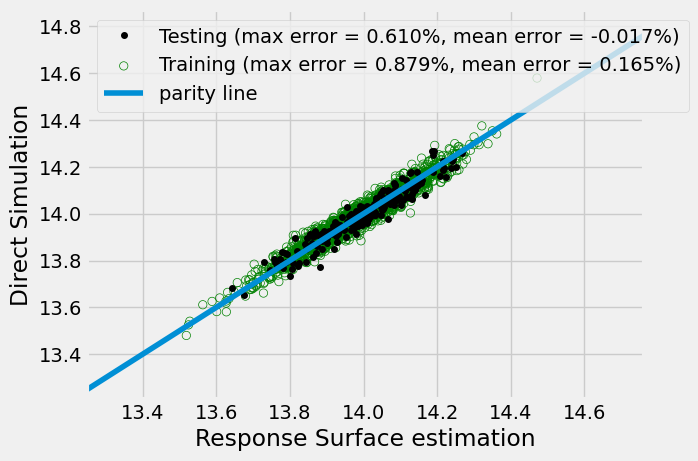 14.8
14.6
14.4
14.2
14.0
13.8
13.6
13.4
Direct Simulation
Testing (max error = 0.610%, mean error = -0.017%)
Training (max error = 0.879%, mean error = 0.165%)
parity line
13.4 13.6 13.8 14.0 14.2 14.4 14.6
Response Surface estimation